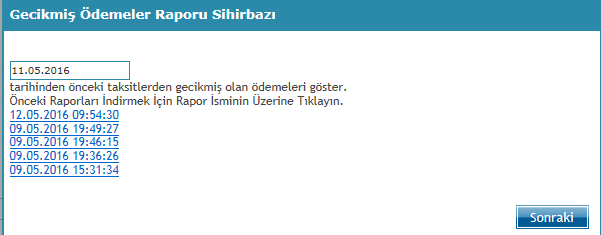 Gecikmiş Ödemeler Raporu Sihirbazı
11.05.2016
tarihinden önceki taksitlerden gecikmiş olan ödemeleri göster.
Önceki Raporları İndirmek İçin Rapor İsminin Üzerine Tıklayın.
12.05.2016 09:54:30
09.05.2016 19:49:27
09.05.2016 19:46:15
09.05.2016 19:36:26
09.05.2016 15:31:34
Sonraki